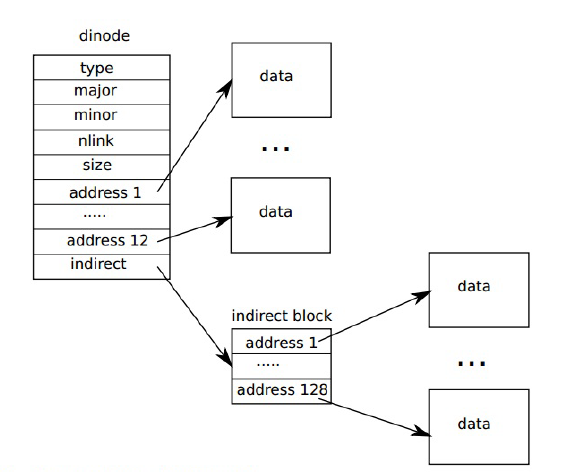 dinode
type
major
minor
nlink
size
address 1
.....
address 12
indirect
data
...
data
indirect block
address 1
.....
address 128
data
...
data